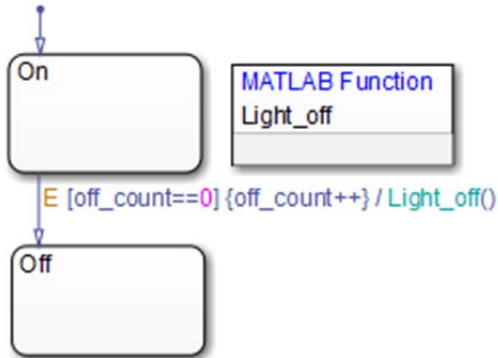 On
MATLAB Function
Light_off
E [off_count==0] {off_count++} / Light_off()
Off